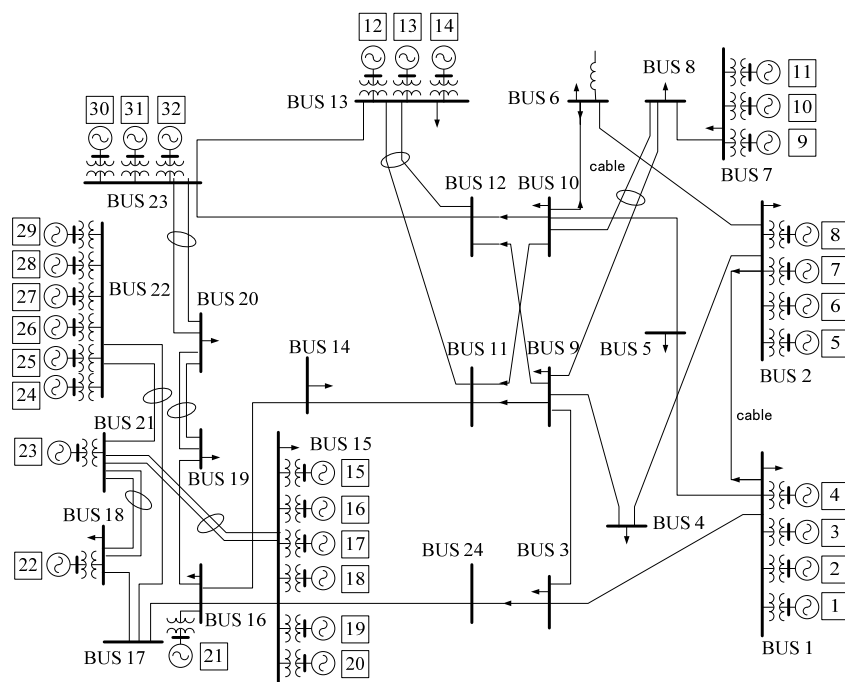 12 13 14
30 31 32
BUS 13
BUS 6
BUS 8
11
10
9
BUS 7
cable
BUS 23
BUS 12
BUS 10
29
28
27
26
25
24
BUS 22
BUS 20
8
7
6
5
BUS 2
BUS 14
BUS 11
BUS 9
BUS 5
cable
BUS 21
23
BUS 19
BUS 15
15
16
17
18
19
20
BUS 18
22
BUS 17
BUS 16
21
BUS 24
BUS 3
BUS 4
4
3
2
1
BUS 1